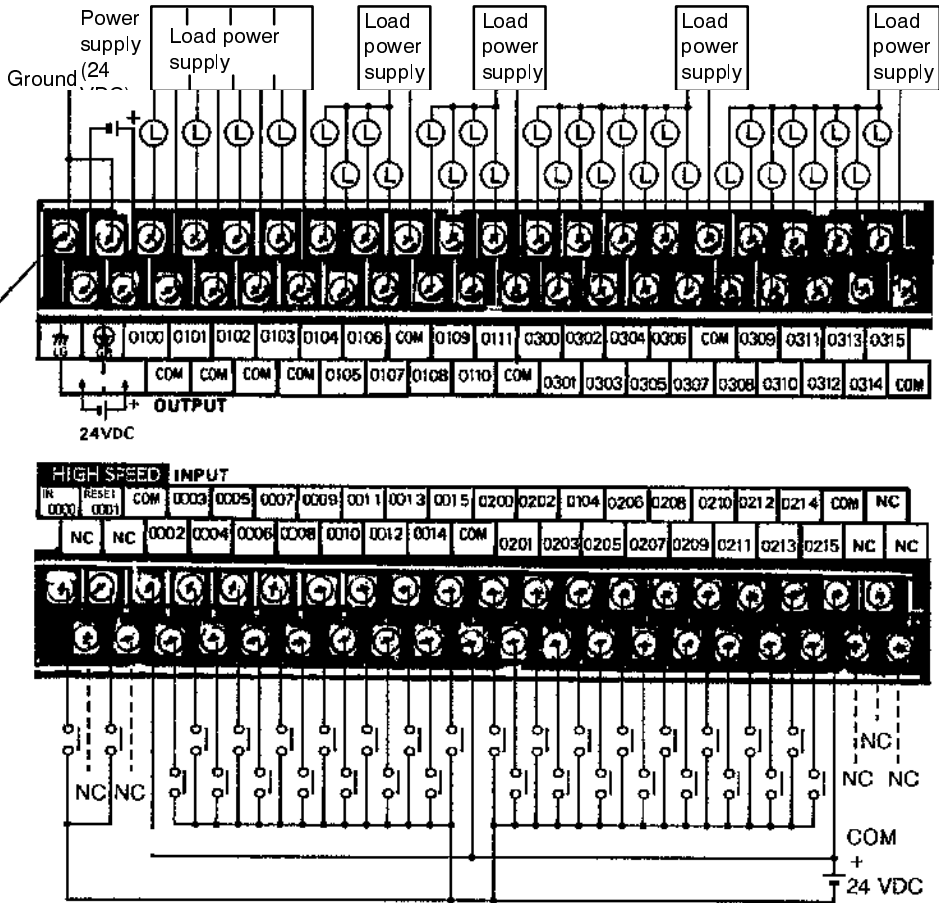 Power supply (24 VDC)
Ground
Load power supply
Load power supply
Load power supply
Load power supply
Load power supply
+
L L L L L L L L L L L L L L
L L L L L L L L L L
LG GR 0100 0101 0102 0103 0104 0106 COM 0109 0111 0300 0302 0304 0306 COM 0309 0311 0313 0315
COM COM COM COM 0105 0107 0108 0110 COM 0301 0303 0305 0307 0308 0310 0312 0314 COM
+ OUTPUT
24VDC
HIGH SPEED INPUT
IN 0000 RESET 0001 COM 0003 0005 0007 0009 0011 0013 0015 0200 0202 0104 0206 0208 0210 0212 0214 COM NC
NC NC 0002 0004 0006 0008 0010 0012 0014 COM 0201 0203 0205 0207 0209 0211 0213 0215 NC NC
NC
NC NC
NC NC
COM
+
24 VDC